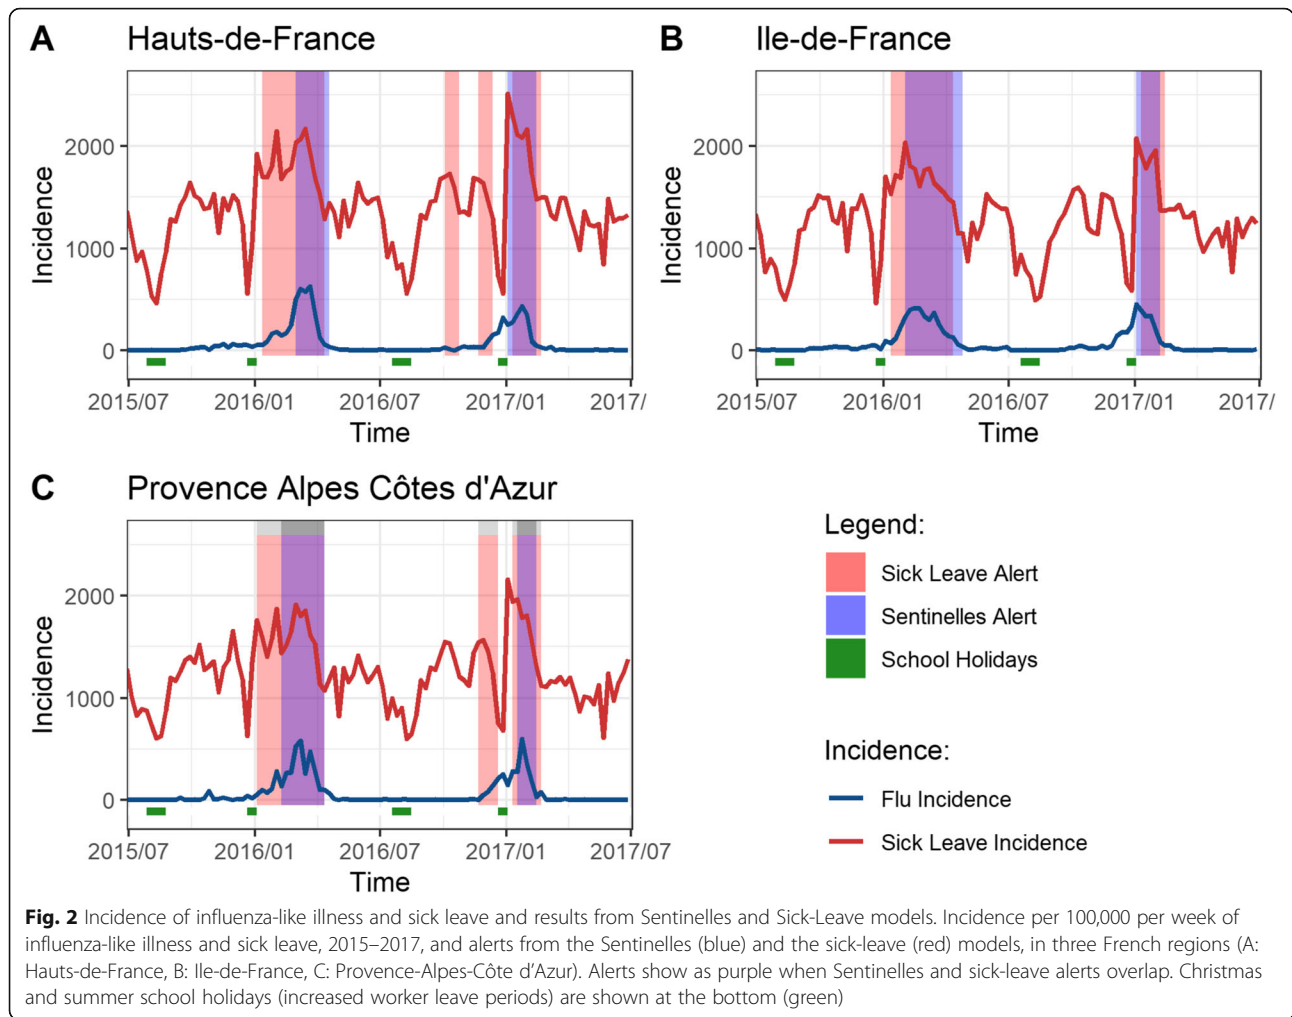 A Hauts-de-France
2000
1000
0
Incidence
2015/07 2016/01 2016/07 2017/01 2017/
Time
B Ile-de-France
2000
1000
0
Incidence
2015/07 2016/01 2016/07 2017/01 2017/
Time
C Provence Alpes Côtes d'Azur
2000
1000
0
Incidence
2015/07 2016/01 2016/07 2017/01 2017/07
Time
Legend:
Sick Leave Alert
Sentinelles Alert
School Holidays
Incidence:
Flu Incidence
Sick Leave Incidence
Fig. 2 Incidence of influenza-like illness and sick leave and results from Sentinelles and Sick-Leave models. Incidence per 100,000 per week of
influenza-like illness and sick leave, 2015–2017, and alerts from the Sentinelles (blue) and the sick-leave (red) models, in three French regions (A:
Hauts-de-France, B: Ile-de-France, C: Provence-Alpes-Côte d'Azur). Alerts show as purple when Sentinelles and sick-leave alerts overlap. Christmas
and summer school holidays (increased worker leave periods) are shown at the bottom (green)